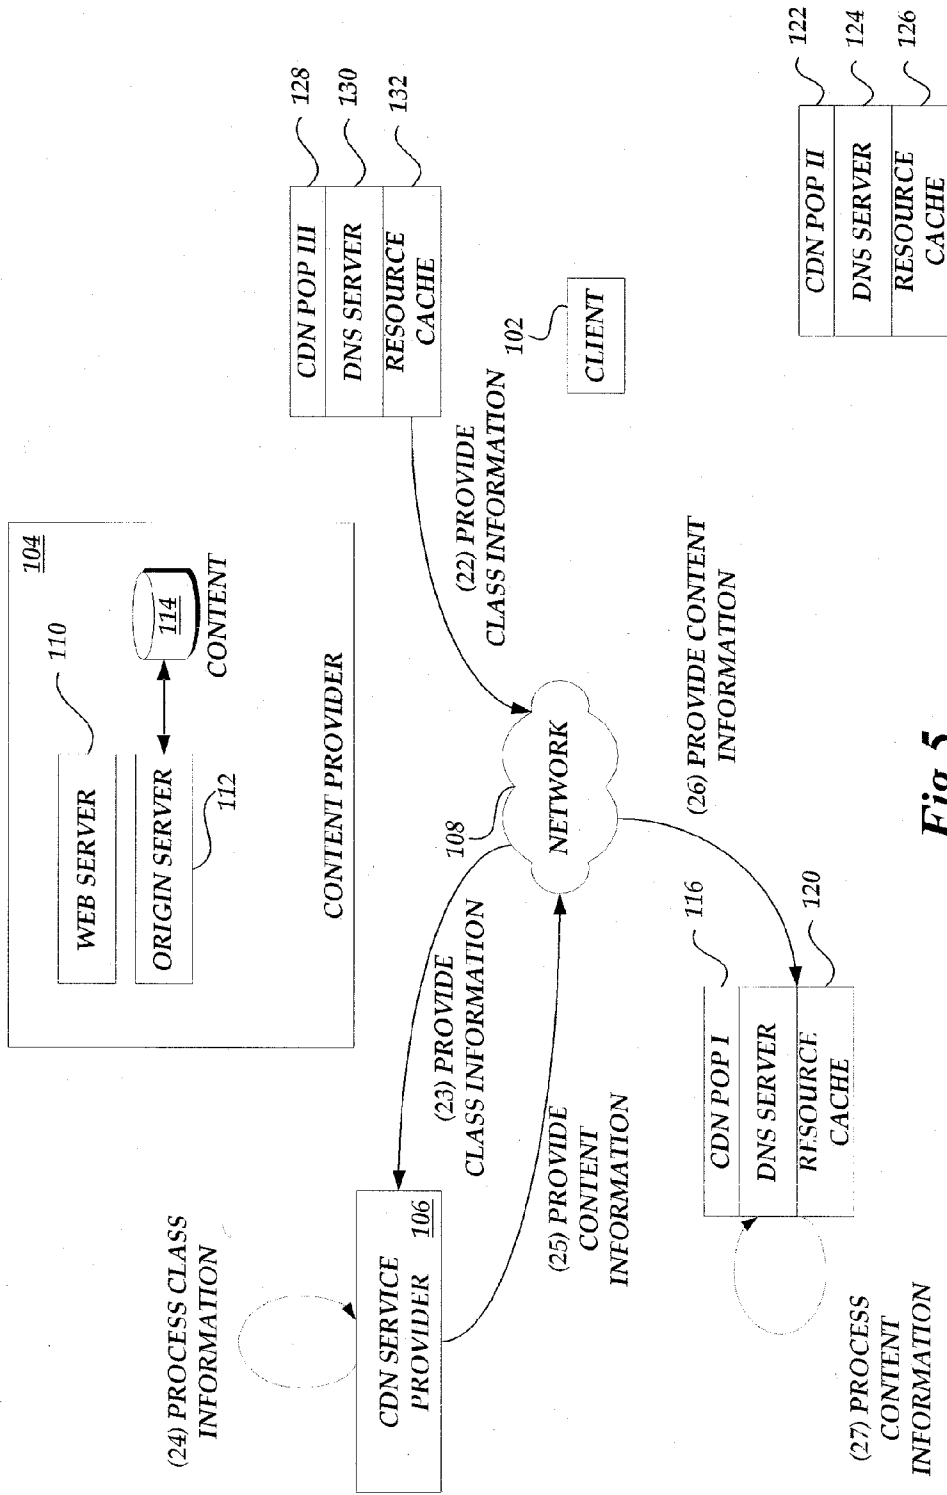 (24) PROCESS CLASS
INFORMATION
CDN SERVICE
PROVIDER
106
WEB SERVER
110
ORIGIN SERVER
112
114
CONTENT
CONTENT PROVIDER
104
CDN POP III
DNS SERVER
RESOURCE
CACHE
128
130
132
(23) PROVIDE
CLASS INFORMATION
108
NETWORK
(22) PROVIDE
CLASS INFORMATION
102
CLIENT
(25) PROVIDE
CONTENT
INFORMATION
(26) PROVIDE CONTENT
INFORMATION
CDN POP I
DNS SERVER
RESOURCE
CACHE
116
120
(27) PROCESS
CONTENT
INFORMATION
CDN POP II
DNS SERVER
RESOURCE
CACHE
122
124
126
Fig.5